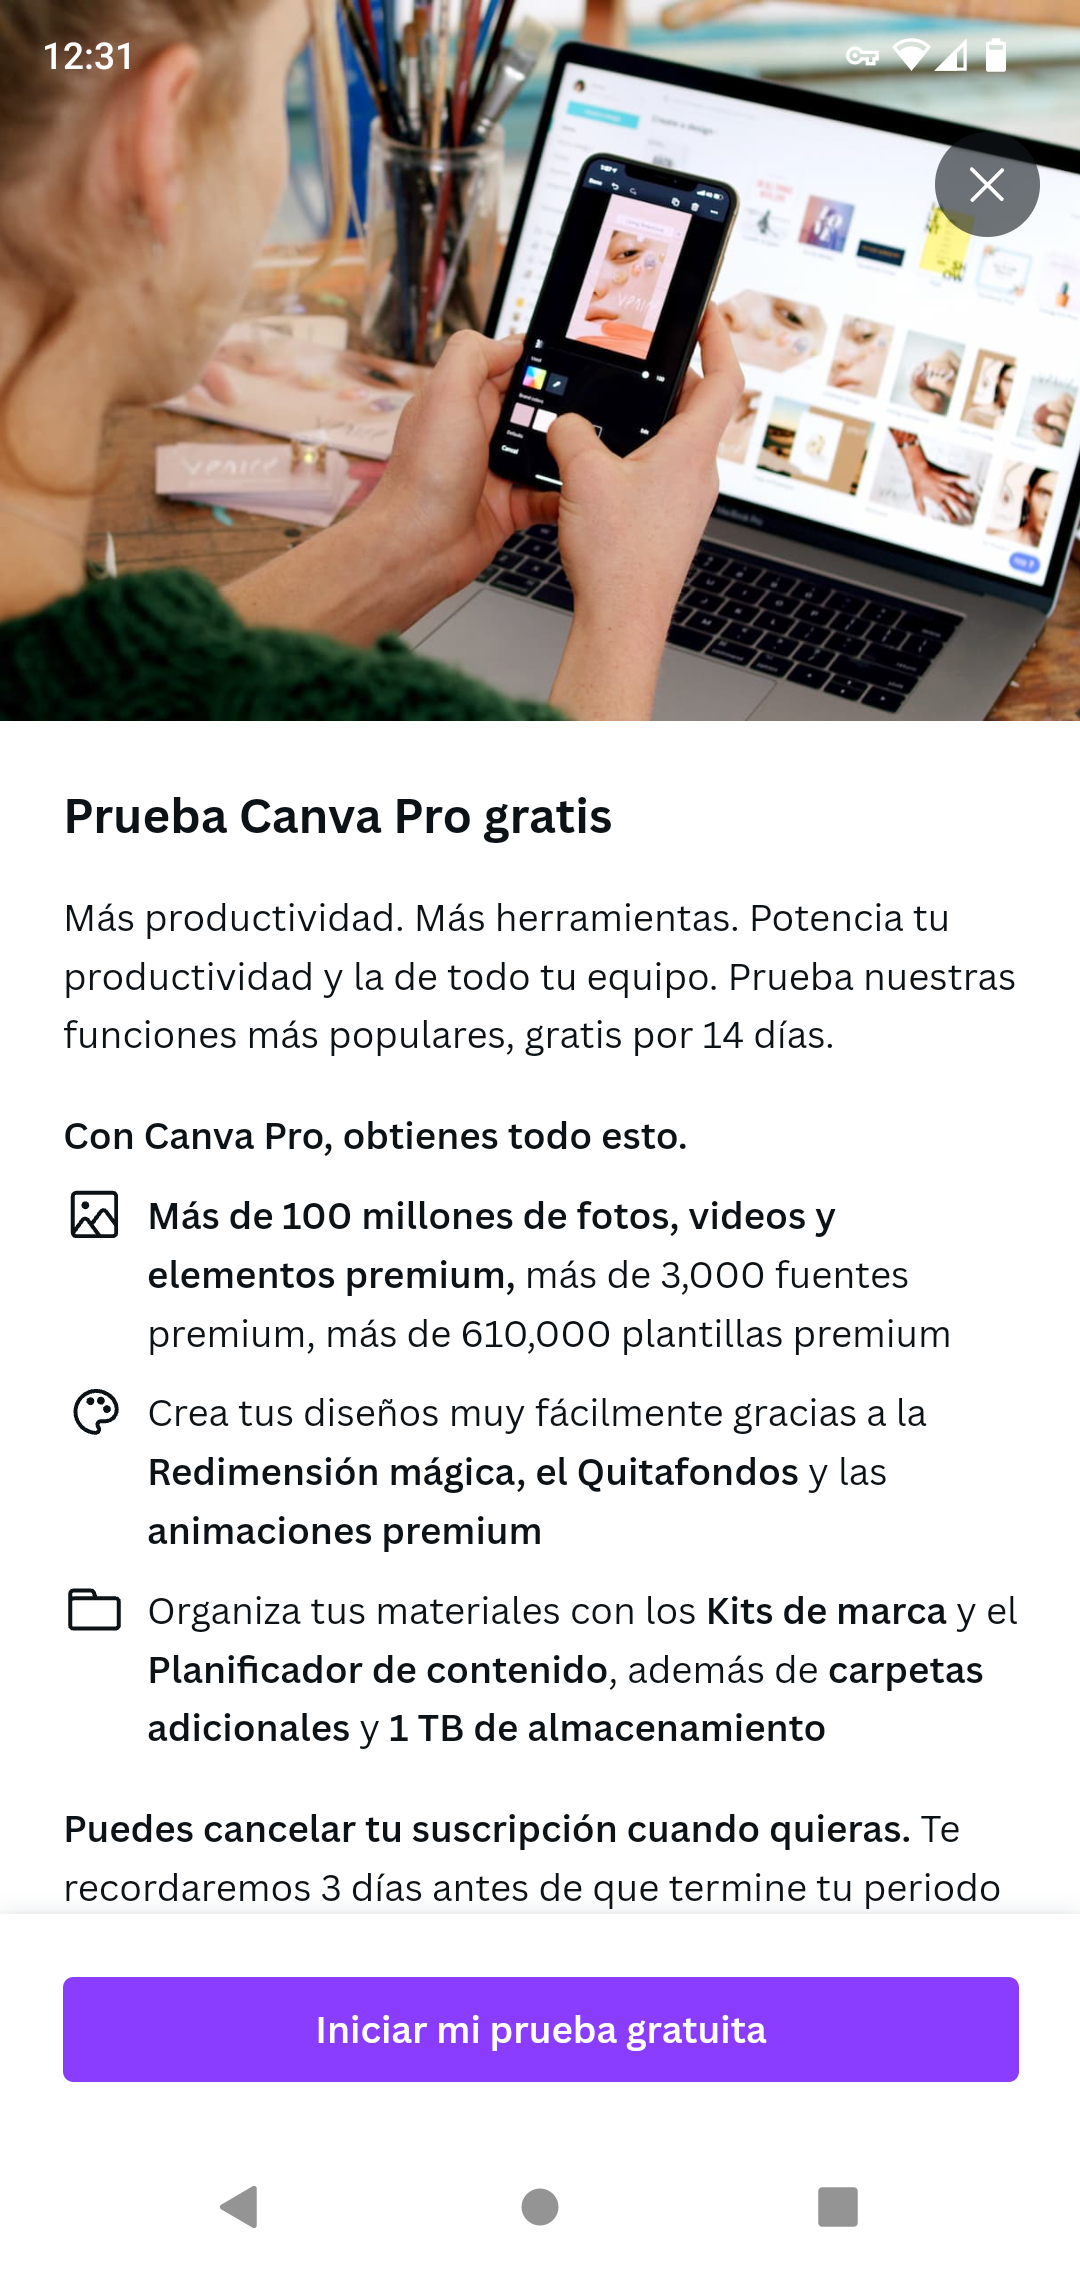 12:31
Create a design
VENICE
Prueba Canva Pro gratis
Más productividad. Más herramientas. Potencia tu
productividad y la de todo tu equipo. Prueba nuestras
funciones más populares, gratis por 14 días.
Con Canva Pro, obtienes todo esto.
Más de 100 millones de fotos, videos y
elementos premium, más de 3,000 fuentes
premium, más de 610,000 plantillas premium
Crea tus diseños muy fácilmente gracias a la
Redimensión mágica, el Quitafondos y las
animaciones premium
Organiza tus materiales con los Kits de marca y el
Planificador de contenido, además de carpetas
adicionales y 1 TB de almacenamiento
Puedes cancelar tu suscripción cuando quieras. Te
recordaremos 3 días antes de que termine tu periodo
Iniciar mi prueba gratuita